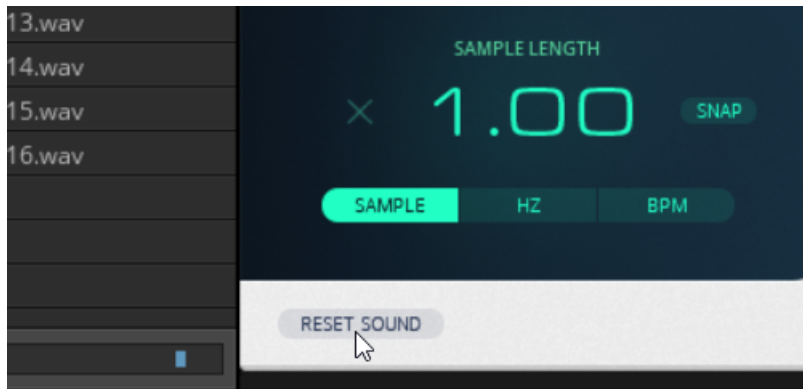 13.wav
14.wav
15.wav
16.wav
SAMPLE LENGTH
× 1.00 SNAP
SAMPLE HZ BPM
RESET SOUND